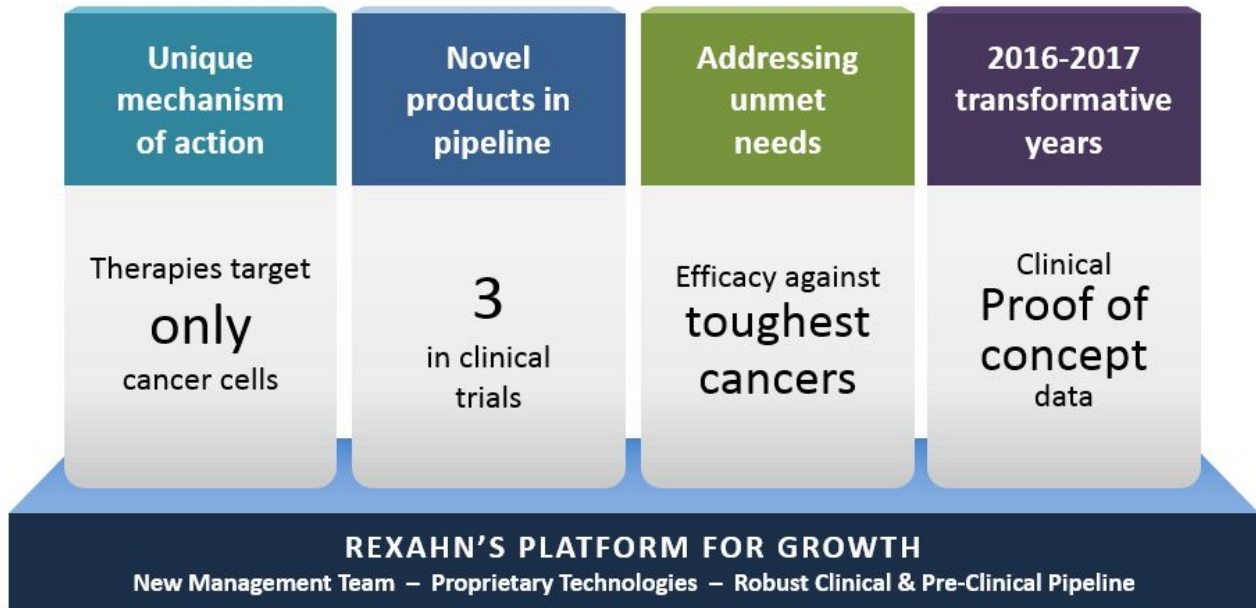 Unique
mechanism
of action
Therapies target
only
cancer cells
Novel
products in
pipeline
3
in clinical
trials
Addressing
unmet
needs
Efficacy against
toughest
cancers
2016-2017
transformative
years
Clinical
Proof of
concept
data
REXAHN’S PLATFORM FOR GROWTH
New Management Team – Proprietary Technologies – Robust Clinical & Pre-Clinical Pipeline